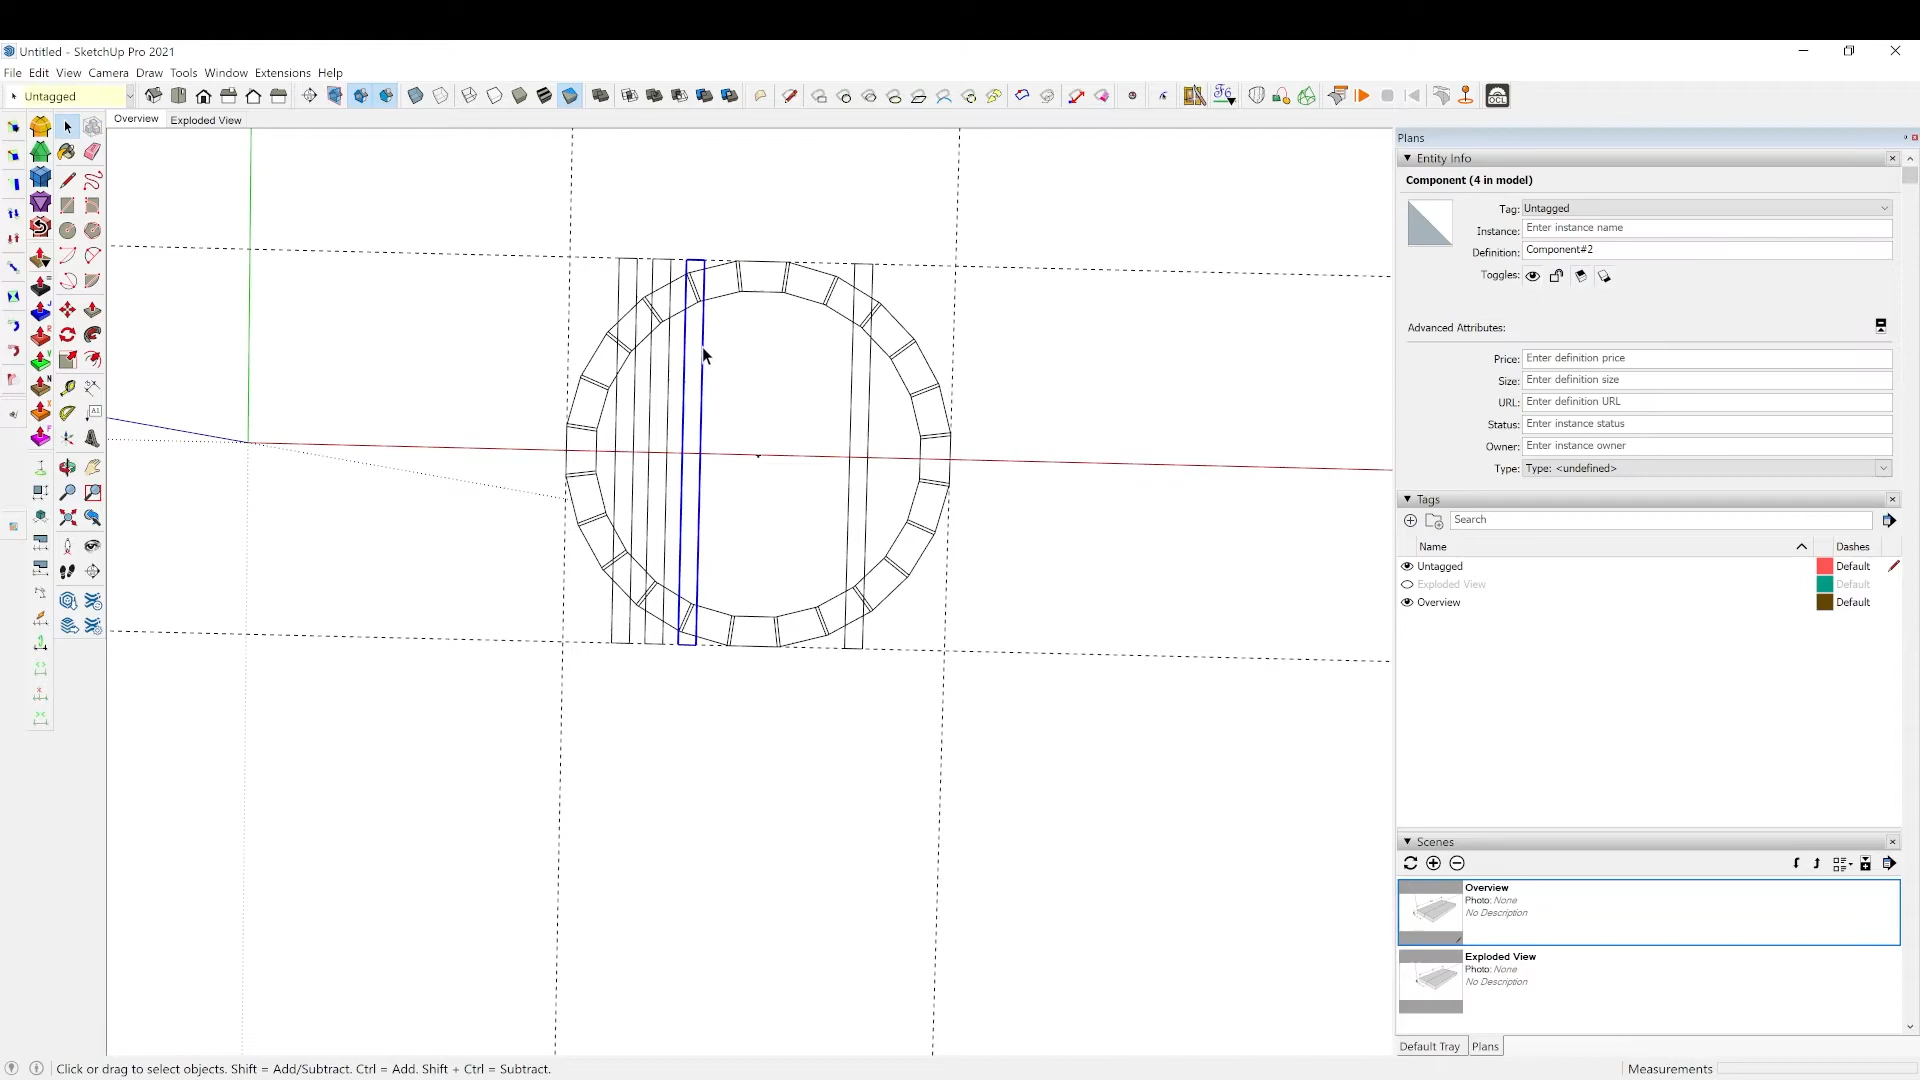 Untitled - SketchUp Pro 2021
File Edit View Camera Draw Tools Window Extensions Help
Untagged
OCL
Overview Exploded View
Plans
Entity Info
Component (4 in model)
Tag: Untagged
Instance: Enter instance name
Definition: Component#2
Toggles:
Advanced Attributes:
Price: Enter definition price
Size: Enter definition size
URL: Enter definition URL
Status: Enter instance status
Owner: Enter instance owner
Type: Type: <undefined>
Tags
Search
Name Dashes
Untagged Default
Exploded View Default
Overview Default
Scenes
Overview
Photo: None
No Description
Exploded View
Photo: None
No Description
Default Tray Plans
Click or drag to select objects. Shift = Add/Subtract. Ctrl = Add. Shift + Ctrl = Subtract.
Measurements